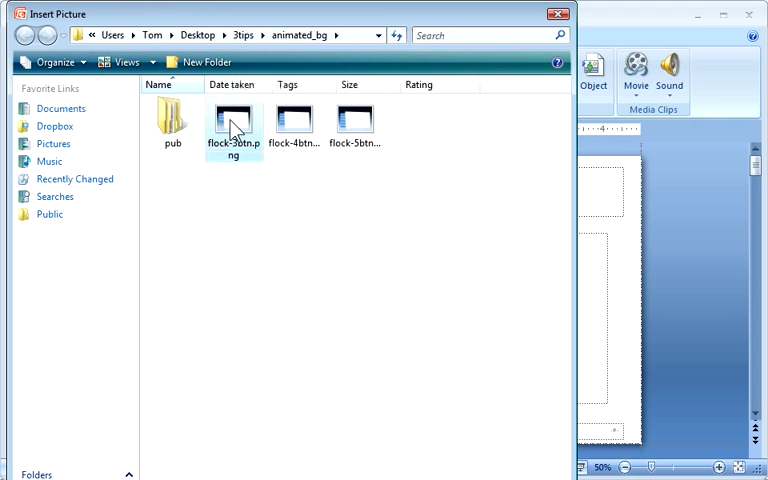 Insert Picture
« Users Tom Desktop 3tips animated_bg
Search
Organize Views New Folder
Favorite Links
Documents
Dropbox
Pictures
Music
Recently Changed
Searches
Public
Folders
Name Date taken Tags Size Rating
pub
flock-3btn.p
ng
flock-4btn...
flock-5btn...
Object
Movie
Sound
Media Clips
4
50%